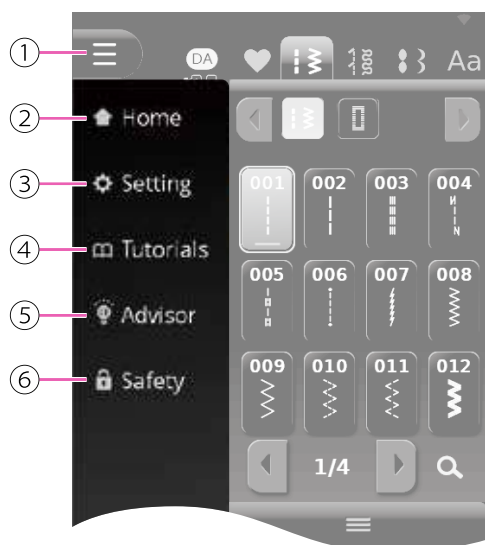 ①
DA
Aa
② Home
③ Setting
001 002 003 004
④ Tutorials
005 006 007 008
⑤ Advisor
009 010 011 012
⑥ Safety
1/4